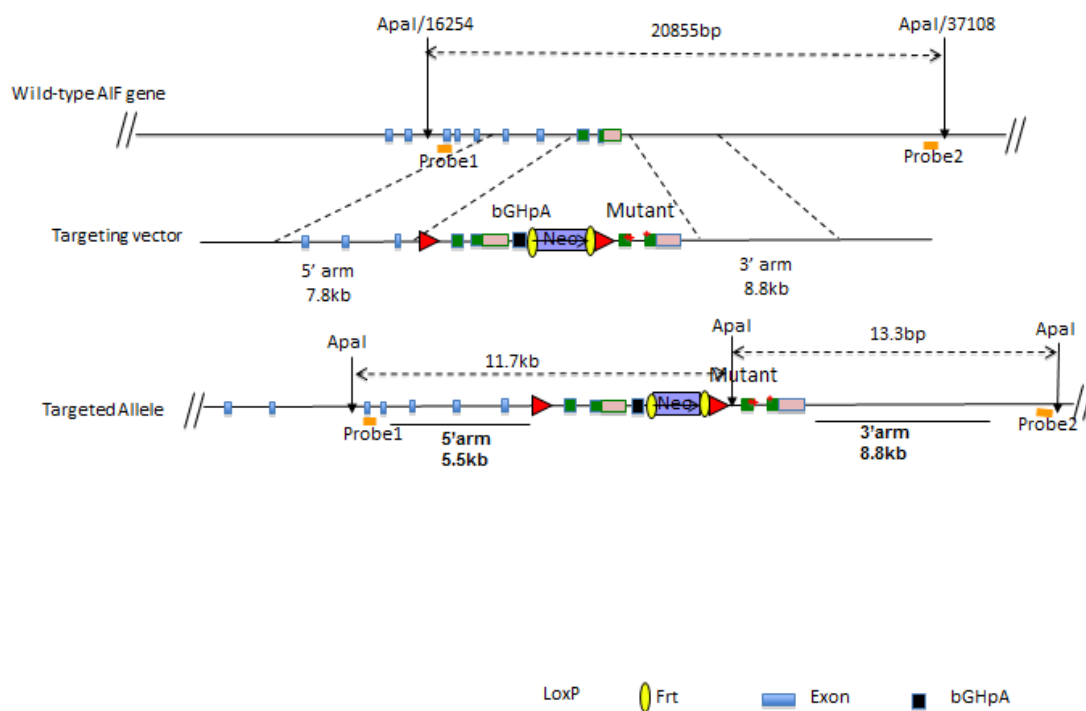 ApaI/16254
20855bp
ApaI/37108
Wild-type AIF gene
Probe1
Probe2
bGHpA
Mutant
Targeting vector
Neo
5' arm
7.8kb
3' arm
8.8kb
ApaI
11.7kb
ApaI
13.3bp
ApaI
Mutant
Targeted Allele
Neo
Probe1
5'arm
5.5kb
3'arm
8.8kb
Probe2
LoxP
Frt
Exon
bGHpA